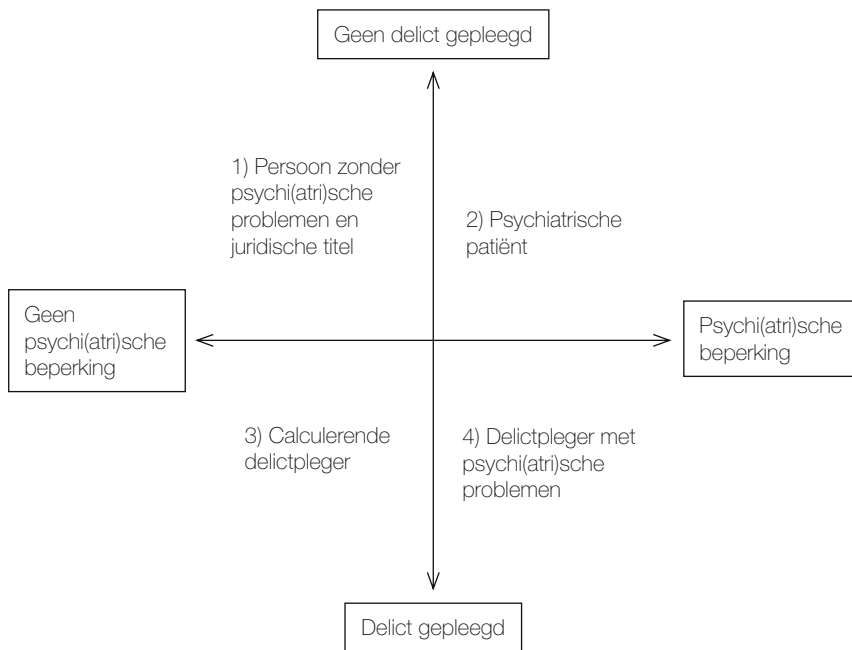 Geen delict gepleegd
1) Persoon zonder
psychi(atri)sche
problemen en
juridische titel
2) Psychiatrische
patiënt
Geen
psychi(atri)sche
beperking
Psychi(atri)sche
beperking
3) Calculerende
delictpleger
4) Delictpleger met
psychi(atri)sche
problemen
Delict gepleegd